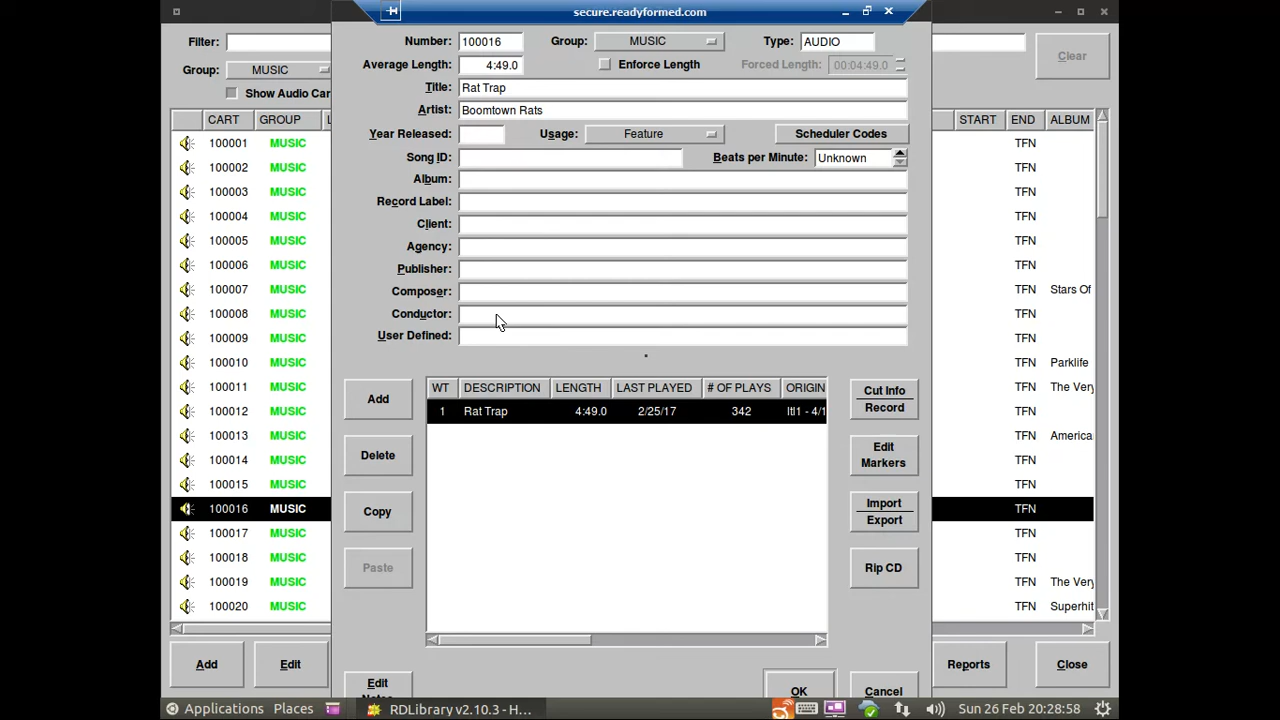 secure.readyformed.com
Filter:
Clear
Group: MUSIC
Show Audio Car
Number: 100016 Group: MUSIC Type: AUDIO
Average Length: 4:49.0 Enforce Length Forced Length: 00:04:49.0
Title: Rat Trap
Artist: Boomtown Rats
Year Released: Usage: Feature Scheduler Codes
Song ID: Beats per Minute: Unknown
Album:
Record Label:
Client:
Agency:
Publisher:
Composer:
Conductor:
User Defined:
CART GROUP L START END ALBUM
100001 MUSIC TFN
100002 MUSIC TFN
100003 MUSIC TFN
100004 MUSIC TFN
100005 MUSIC TFN
100006 MUSIC TFN
100007 MUSIC TFN Stars Of
100008 MUSIC TFN
100009 MUSIC TFN
100010 MUSIC TFN Parklife
100011 MUSIC TFN The Very
100012 MUSIC TFN
100013 MUSIC TFN America
100014 MUSIC TFN
100015 MUSIC TFN
100016 MUSIC TFN
100017 MUSIC TFN
100018 MUSIC TFN
100019 MUSIC TFN The Very
100020 MUSIC TFN Superhit
WT DESCRIPTION LENGTH LAST PLAYED # OF PLAYS ORIGIN
1 Rat Trap 4:49.0 2/25/17 342 ltl1 - 4/1
Add
Delete
Copy
Paste
Cut Info
Record
Edit
Markers
Import
Export
Rip CD
Edit
Notes
OK
Cancel
Add
Edit
Reports
Close
Applications Places RDLibrary v2.10.3 - H... Sun 26 Feb 20:28:58